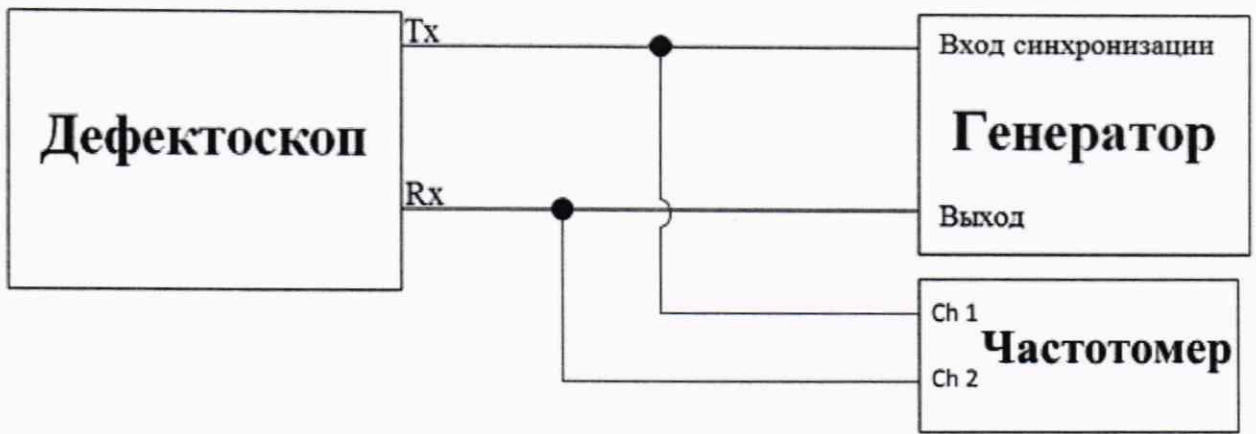 Tx
Вход синхронизации
Дефектоскоп
Генератор
Rx
Выход
Ch 1
Частотомер
Ch 2